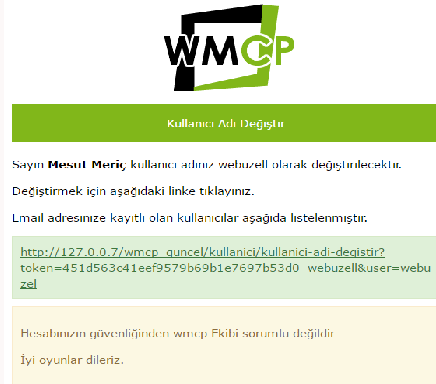 WMCP
Kullanıcı Adı Değiştir
Sayın Mesut Meriç kullanıcı adınız webuzell olarak değiştirilecektir.
Değiştirmek için aşağıdaki linke tıklayınız.
Email adresinize kayıtlı olan kullanıcılar aşağıda listelenmiştir.
http://127.0.0.7/wmcp_guncel/kullanici/kullanici-adi-degistir?
token=451d563c41eef9579b69b1e7697b53d0_webuzell&user=webu
zel
Hesabınızın güvenliğinden wmcp Ekibi sorumlu değildir
İyi oyunlar dileriz.